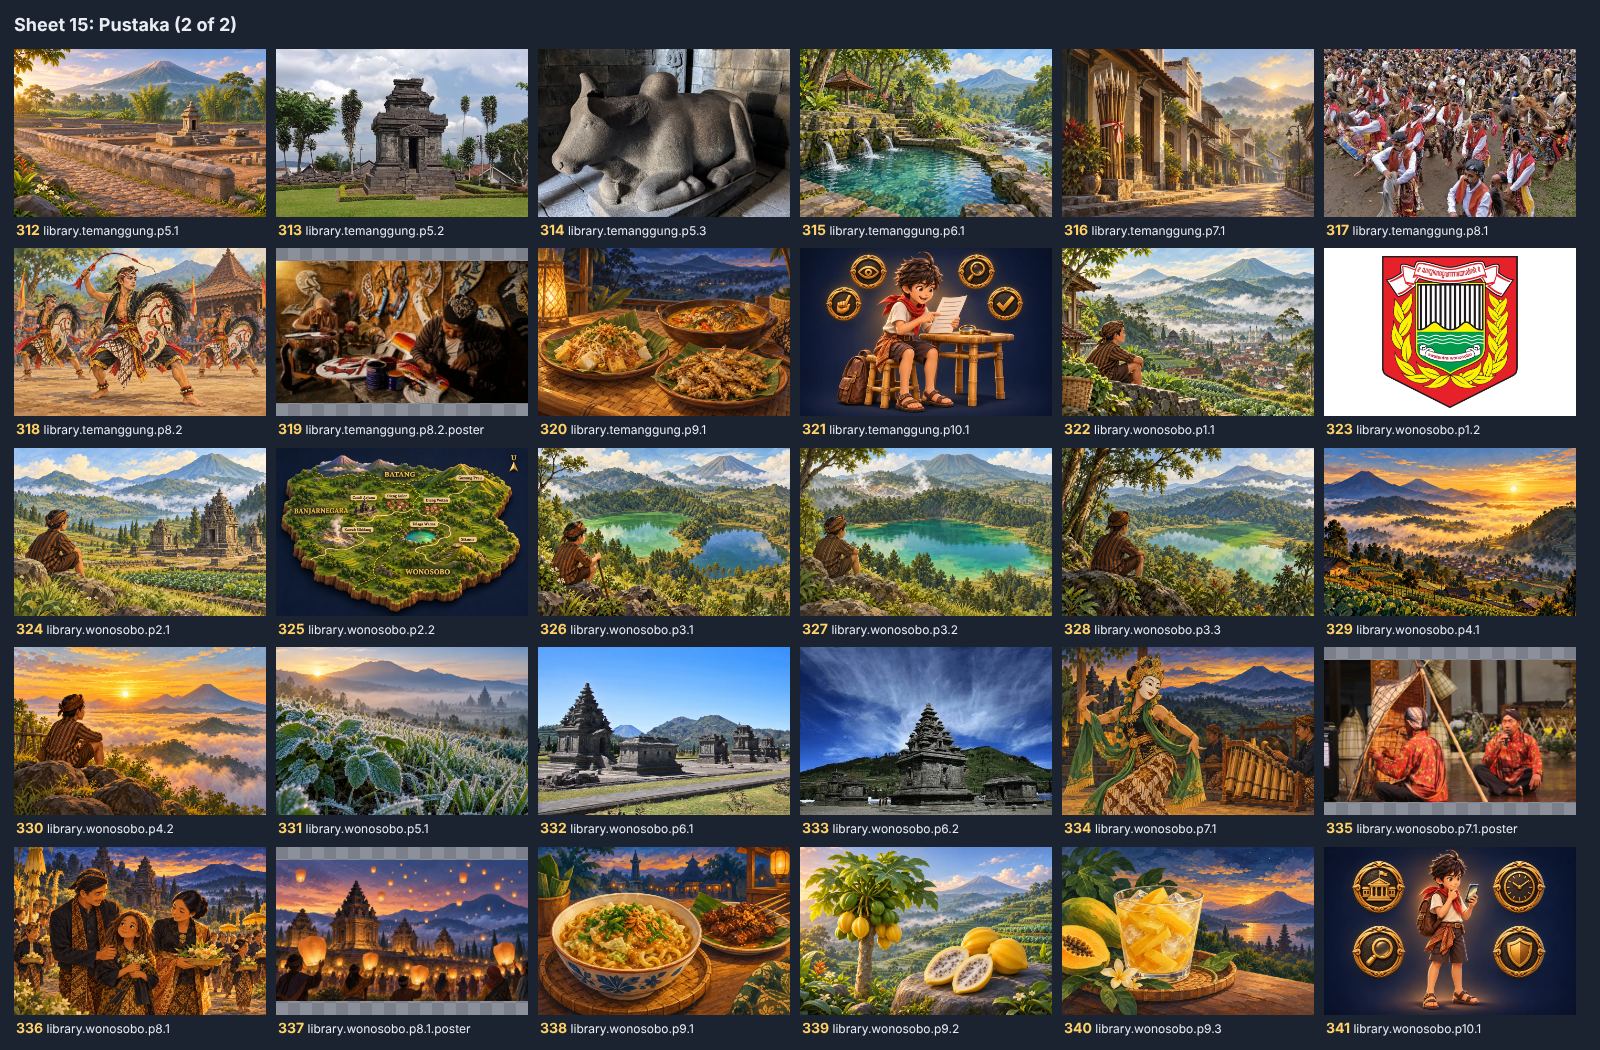 Sheet 15: Pustaka (2 of 2)
312 library.temanggung.p5.1
313 library.temanggung.p5.2
314 library.temanggung.p5.3
315 library.temanggung.p6.1
316 library.temanggung.p7.1
317 library.temanggung.p8.1
318 library.temanggung.p8.2
319 library.temanggung.p8.2.poster
320 library.temanggung.p9.1
321 library.temanggung.p10.1
322 library.wonosobo.p1.1
323 library.wonosobo.p1.2
U
BATANG
BANJARNEGARA
Telaga Warna
WONOSOBO
324 library.wonosobo.p2.1
325 library.wonosobo.p2.2
326 library.wonosobo.p3.1
327 library.wonosobo.p3.2
328 library.wonosobo.p3.3
329 library.wonosobo.p4.1
330 library.wonosobo.p4.2
331 library.wonosobo.p5.1
332 library.wonosobo.p6.1
333 library.wonosobo.p6.2
334 library.wonosobo.p7.1
335 library.wonosobo.p7.1.poster
336 library.wonosobo.p8.1
337 library.wonosobo.p8.1.poster
338 library.wonosobo.p9.1
339 library.wonosobo.p9.2
340 library.wonosobo.p9.3
341 library.wonosobo.p10.1